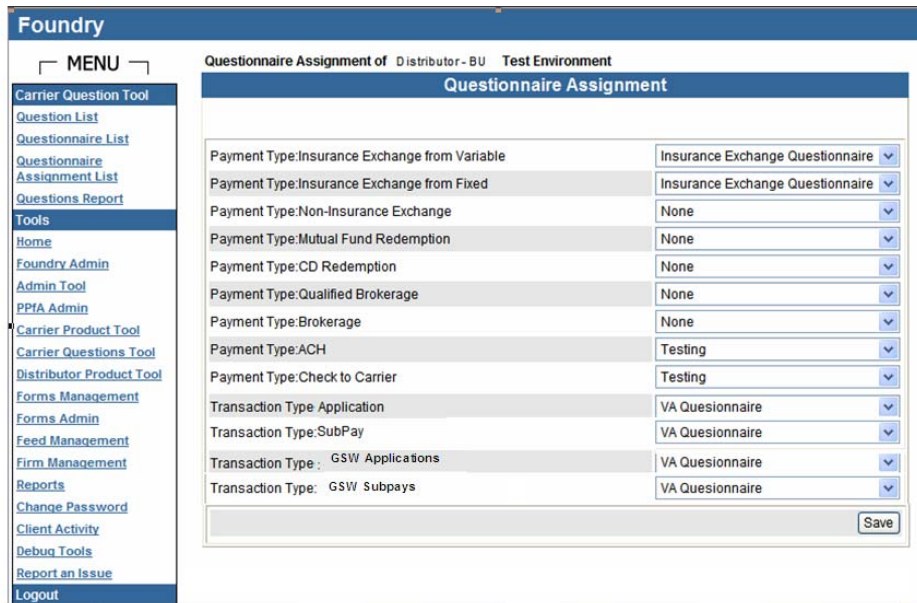 Foundry
MENU
Carrier Question Tool
Question List
Questionnaire List
Questionnaire
Assignment List
Questions Report
Tools
Home
Foundry Admin
Admin Tool
PPfA Admin
Carrier Product Tool
Carrier Questions Tool
Distributor Product Tool
Forms Management
Forms Admin
Feed Management
Firm Management
Reports
Change Password
Client Activity
Debug Tools
Report an Issue
Logout
Questionnaire Assignment of Distributor - BU Test Environment
Questionnaire Assignment
Payment Type:Insurance Exchange from Variable Insurance Exchange Questionnaire
Payment Type:Insurance Exchange from Fixed Insurance Exchange Questionnaire
Payment Type:Non-Insurance Exchange None
Payment Type:Mutual Fund Redemption None
Payment Type:CD Redemption None
Payment Type:Qualified Brokerage None
Payment Type:Brokerage None
Payment Type:ACH Testing
Payment Type:Check to Carrier Testing
Transaction Type:Application VA Quesionnaire
Transaction Type:SubPay VA Quesionnaire
Transaction Type : GSW Applications VA Quesionnaire
Transaction Type: GSW Subpays VA Quesionnaire
Save